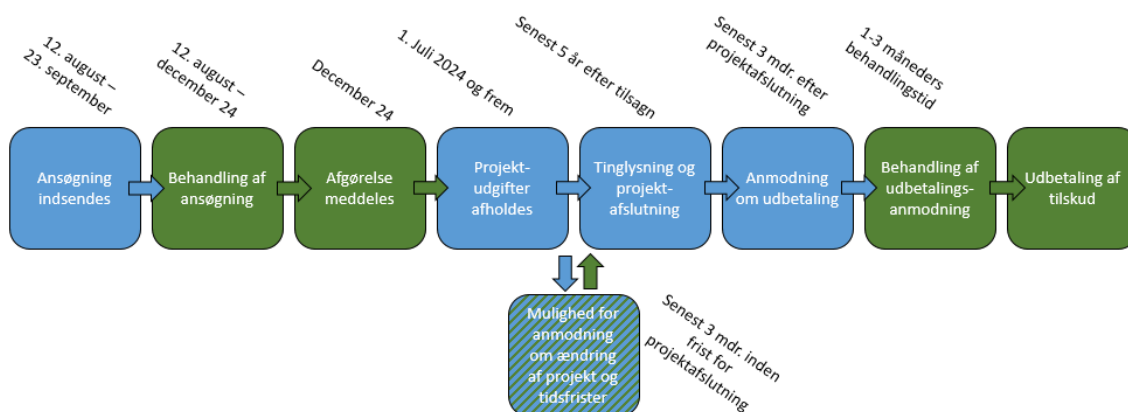 12. august –
23. september
12. august –
december 24
December 24
1. Juli 2024 og frem
Senest 5 år efter tilsagn
Senest 3 mdr. efter
projektafslutning
1-3 måneders
behandlingstid
Ansøgning
indsendes
Behandling af
ansøgning
Afgørelse
meddeles
Projekt-
udgifter
afholdes
Tinglysning og
projekt-
afslutning
Anmodning
om udbetaling
Behandling af
udbetalings-
anmodning
Udbetaling af
tilskud
Mulighed for
anmodning
om ændring
af projekt og
tidsfrister
Senest 3 mdr. inden
frist for
projektafslutning